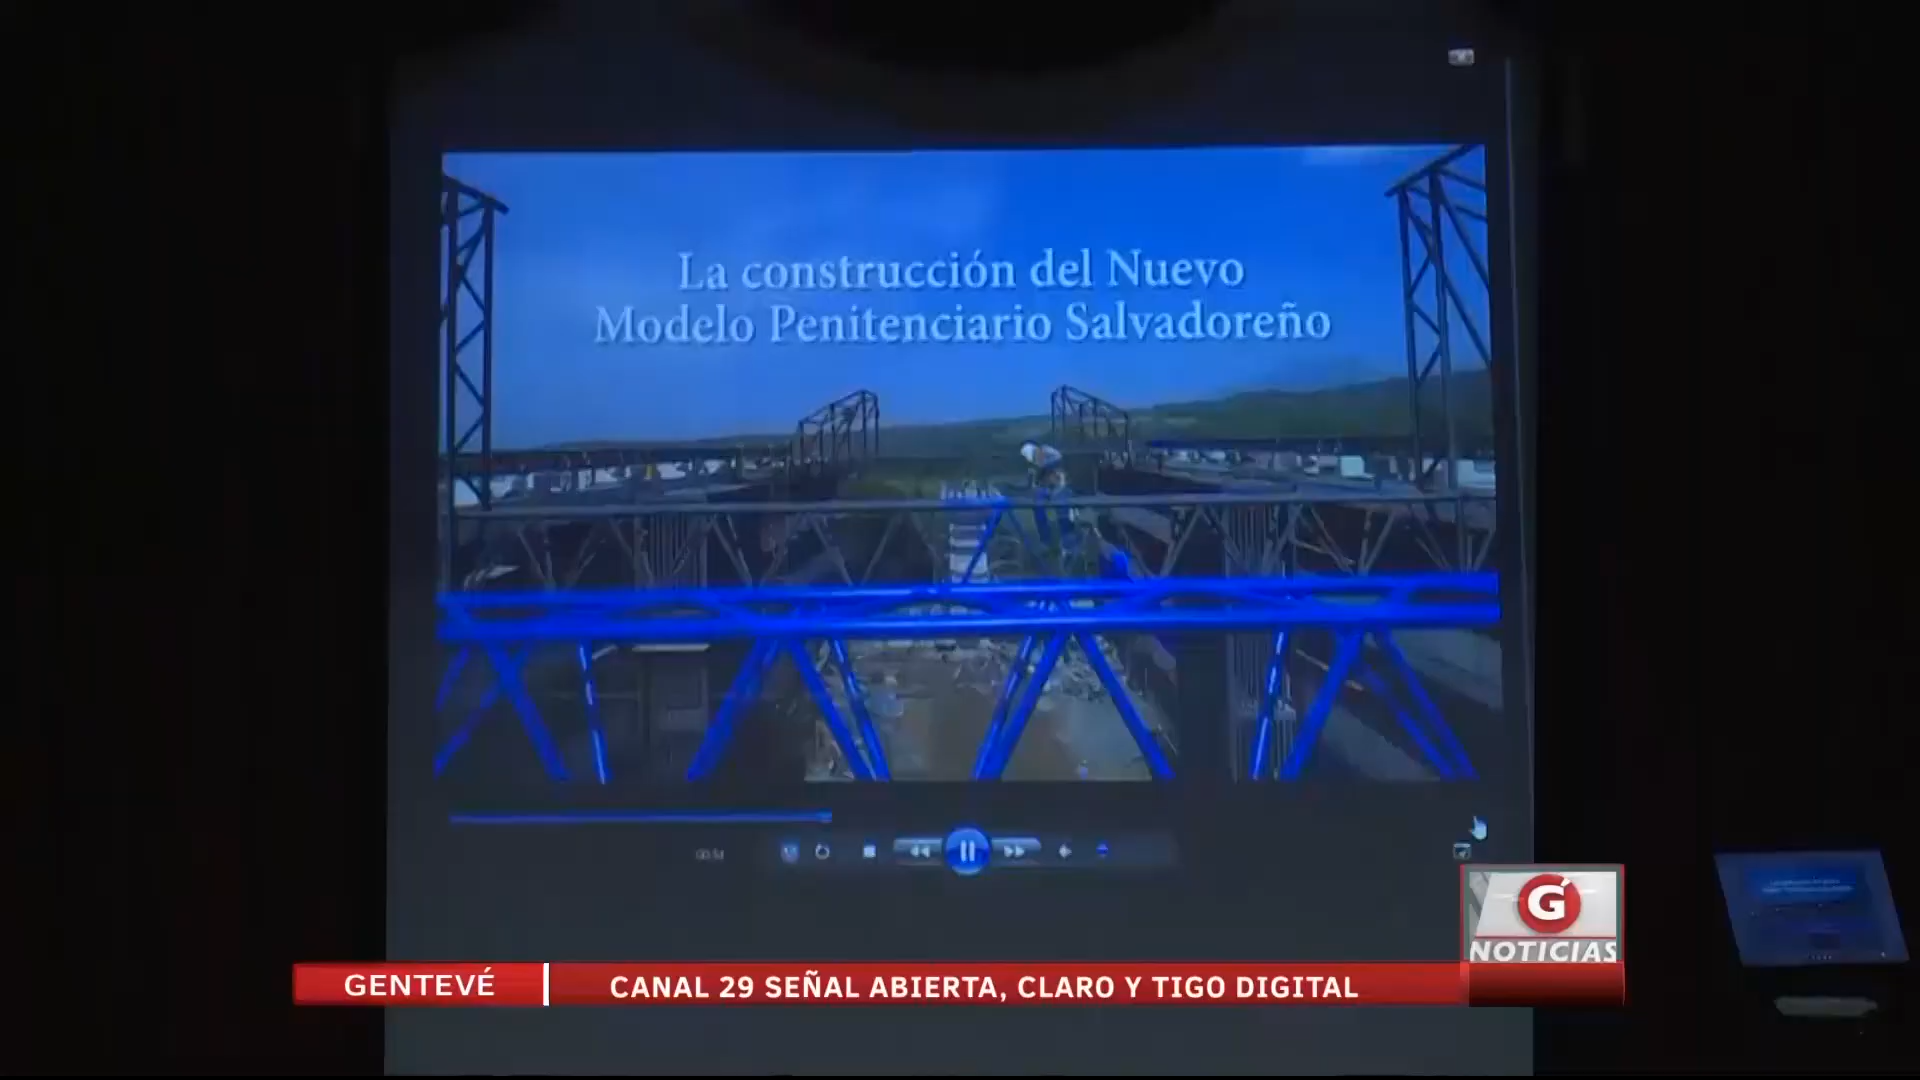 La construcción del Nuevo
Modelo Penitenciario Salvadoreño
G
NOTICIAS
GENTEVÉ
CANAL 29 SEÑAL ABIERTA, CLARO Y TIGO DIGITAL